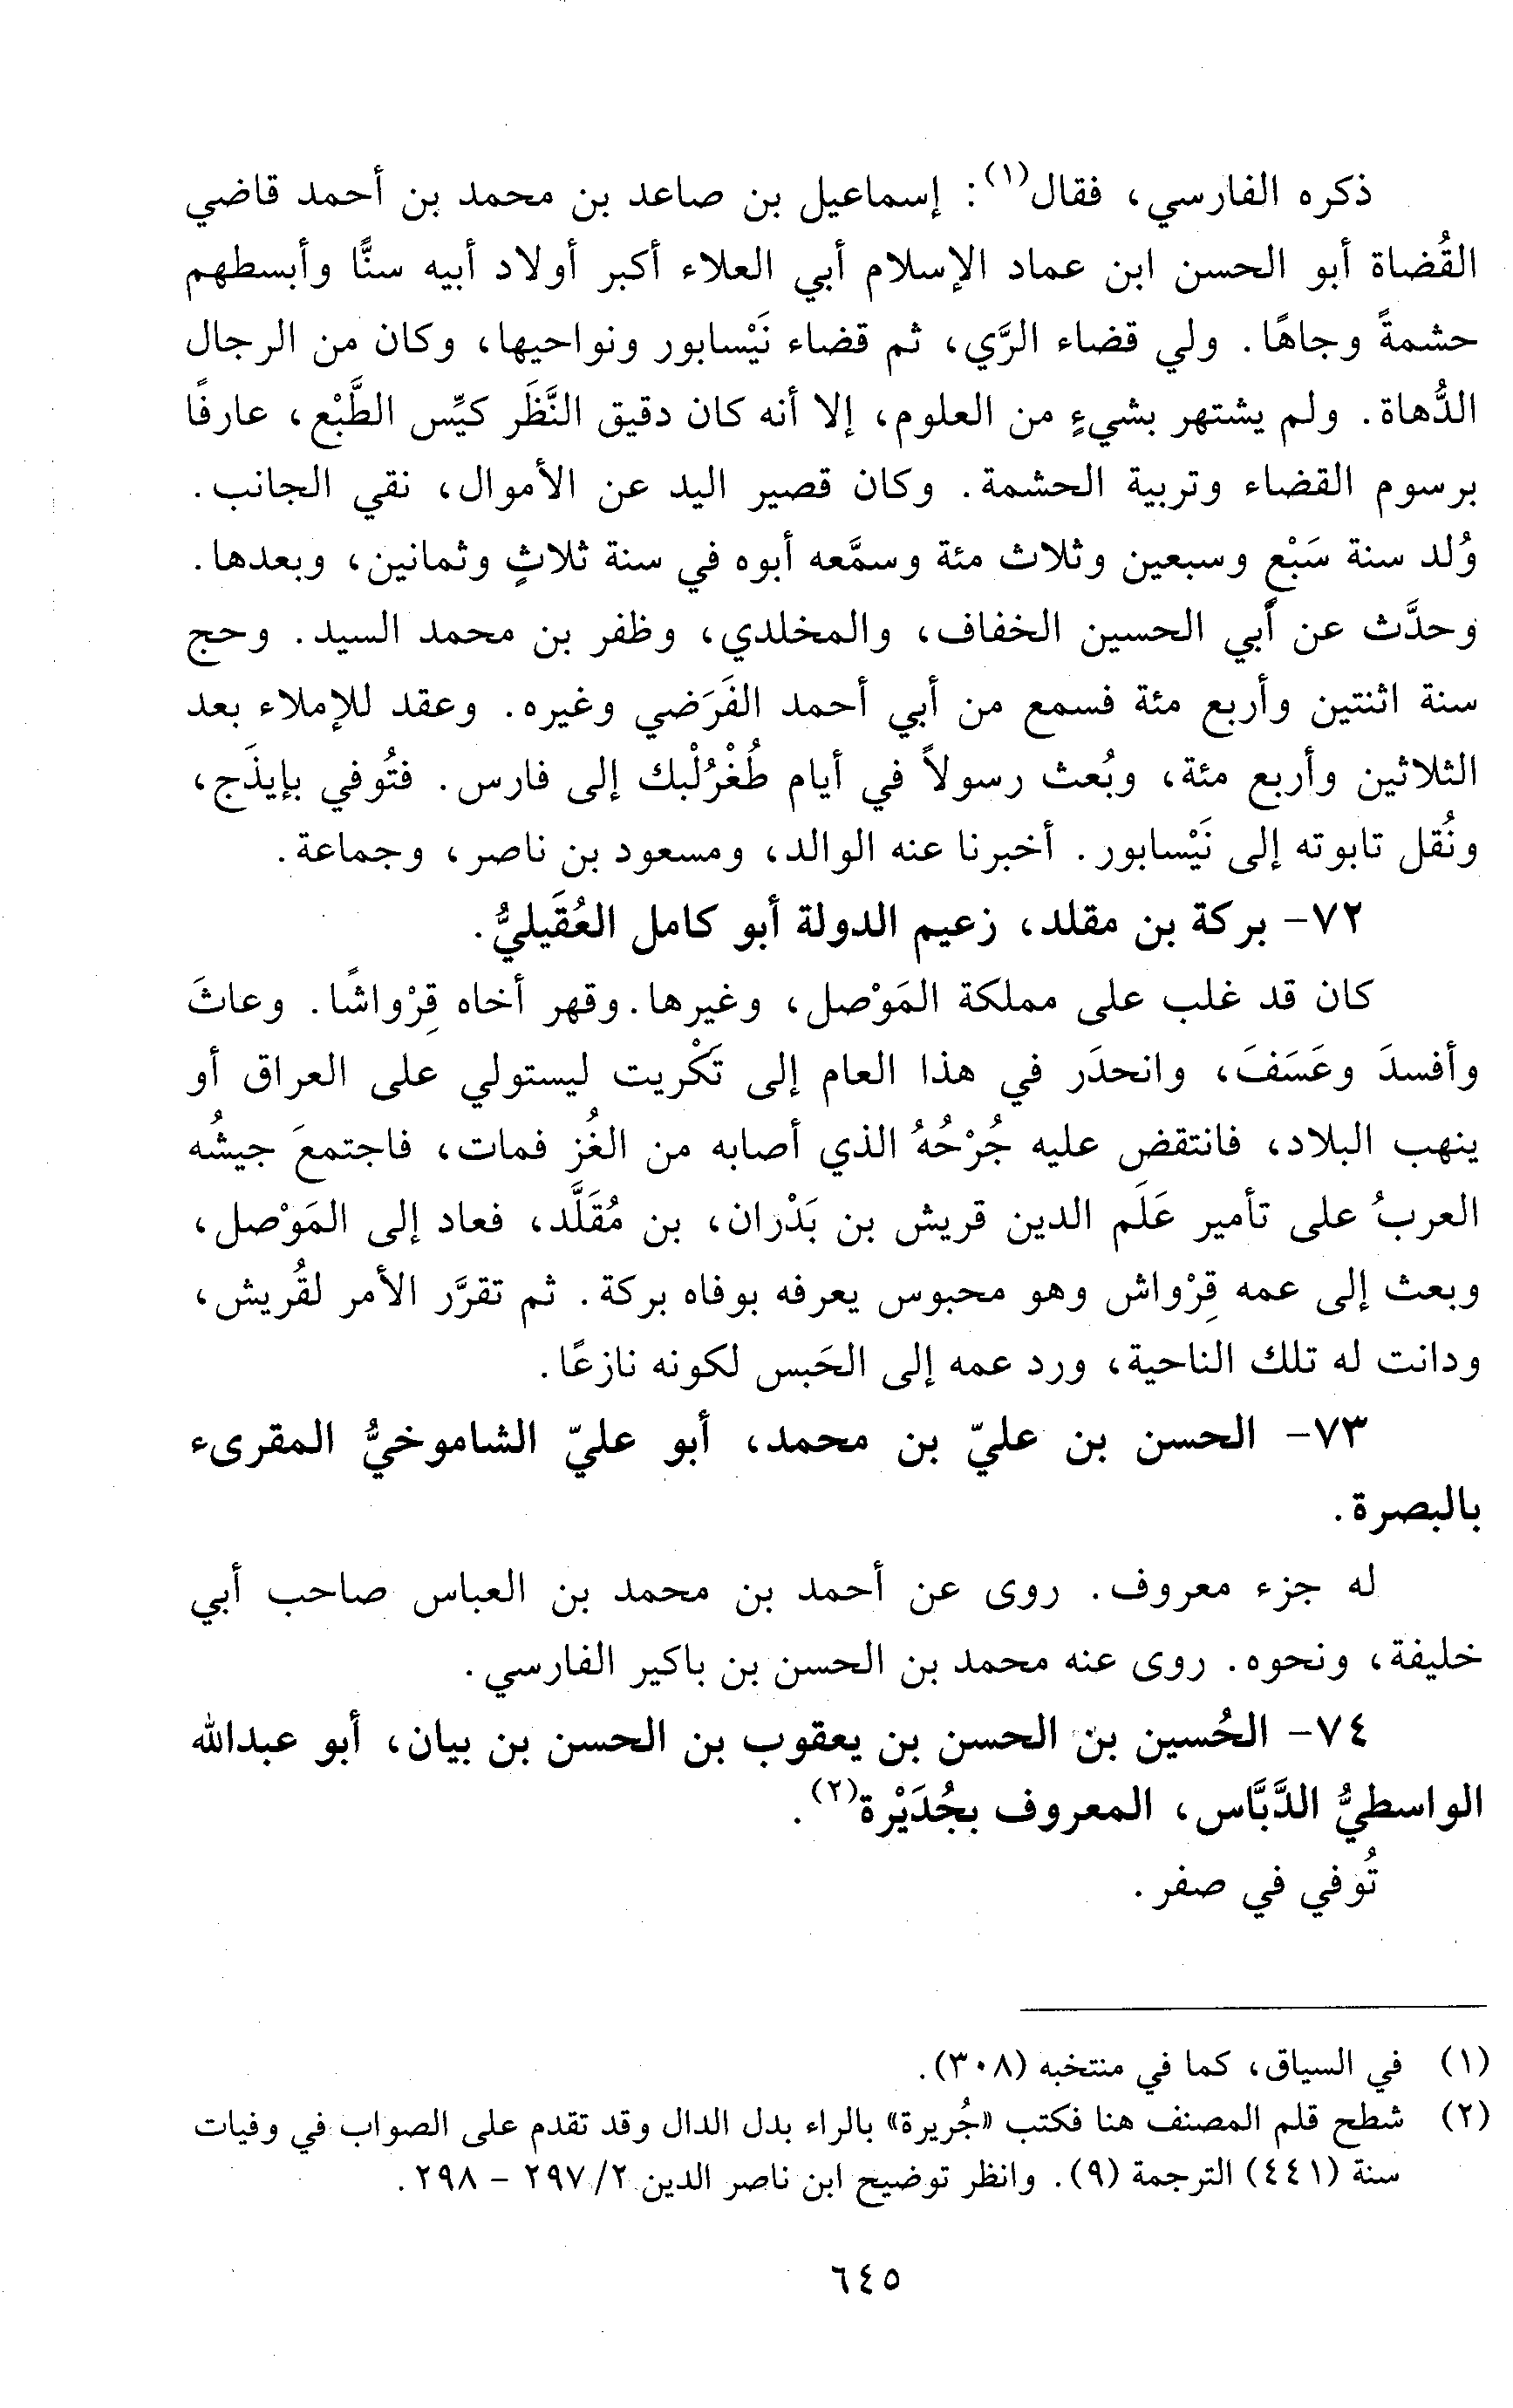 ذكره الفارسي، فقال(١): إسماعيل بن صاعد بن محمد بن أحمد قاضي
القُضاة أبو الحسن ابن عماد الإسلام أبي العلاء أكبر أولاد أبيه سنًّا وأبسطهم
حشمةً وجاهًا. ولي قضاء الرَّي، ثم قضاء نَيْسابور ونواحيها، وكان من الرجال
الدُّهاة. ولم يشتهر بشيءٍ من العلوم، إلا أنه كان دقيق النَّظَر كيِّس الطَّبْع، عارفًا
برسوم القضاء وتربية الحشمة. وكان قصير اليد عن الأموال، نقي الجانب.
وُلد سنة سَبْعٍ وسبعين وثلاث مئة وسمَّعه أبوه في سنة ثلاثٍ وثمانين، وبعدها.
وحدَّث عن أبي الحسين الخفاف، والمخلدي، وظفر بن محمد السيد. وحج
سنة اثنتين وأربع مئة فسمع من أبي أحمد الفَرَضي وغيره. وعقد للإملاء بعد
الثلاثين وأربع مئة، وبُعث رسولاً في أيام طُغْرُلْبك إلى فارس. فتُوفي بإيذَج،
ونُقل تابوته إلى نَيْسابور. أخبرنا عنه الوالد، ومسعود بن ناصر، وجماعة.
٧٢- بركة بن مقلد، زعيم الدولة أبو كامل العُقَيليُّ.
كان قد غلب على مملكة المَوْصل، وغيرها. وقهر أخاه قِرْواشًا. وعاثَ
وأفسدَ وعَسَفَ، وانحدَر في هذا العام إلى تَكْريت ليستولي على العراق أو
ينهب البلاد، فانتقض عليه جُرْحُهُ الذي أصابه من الغُز فمات، فاجتمعَ جيشُه
العربُ على تأمير عَلَم الدين قريش بن بَدْران، بن مُقَلَّد، فعاد إلى المَوْصل،
وبعث إلى عمه قِرْواش وهو محبوس يعرفه بوفاه بركة. ثم تقرَّر الأمر لقُريش،
ودانت له تلك الناحية، ورد عمه إلى الحَبس لكونه نازعًا.
٧٣- الحسن بن عليّ بن محمد، أبو عليّ الشاموخيُّ المقرىء
بالبصرة.
له جزء معروف. روى عن أحمد بن محمد بن العباس صاحب أبي
خليفة، ونحوه. روى عنه محمد بن الحسن بن باكير الفارسي.
٧٤- الحُسين بن الحسن بن يعقوب بن الحسن بن بيان، أبو عبدالله
الواسطيُّ الدَّبَّاس، المعروف بجُدَيْرة(٢).
تُوفي في صفر.
(١) في السياق، كما في منتخبه (٣٠٨).
(٢) شطح قلم المصنف هنا فكتب «جُريرة» بالراء بدل الدال وقد تقدم على الصواب في وفيات
سنة (٤٤١) الترجمة (٩). وانظر توضيح ابن ناصر الدين ٢/ ٢٩٧ - ٢٩٨.
٦٤٥